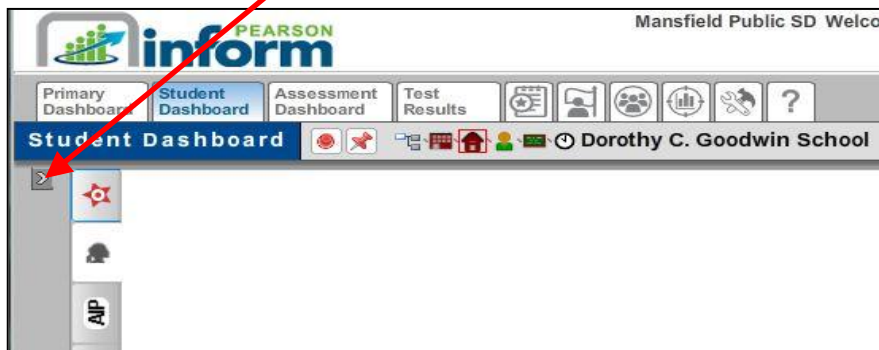 PEARSON
inform
Mansfield Public SD Welco
Primary Dashboard
Student Dashboard
Assessment Dashboard
Test Results
?
Student Dashboard
Dorothy C. Goodwin School
AIP